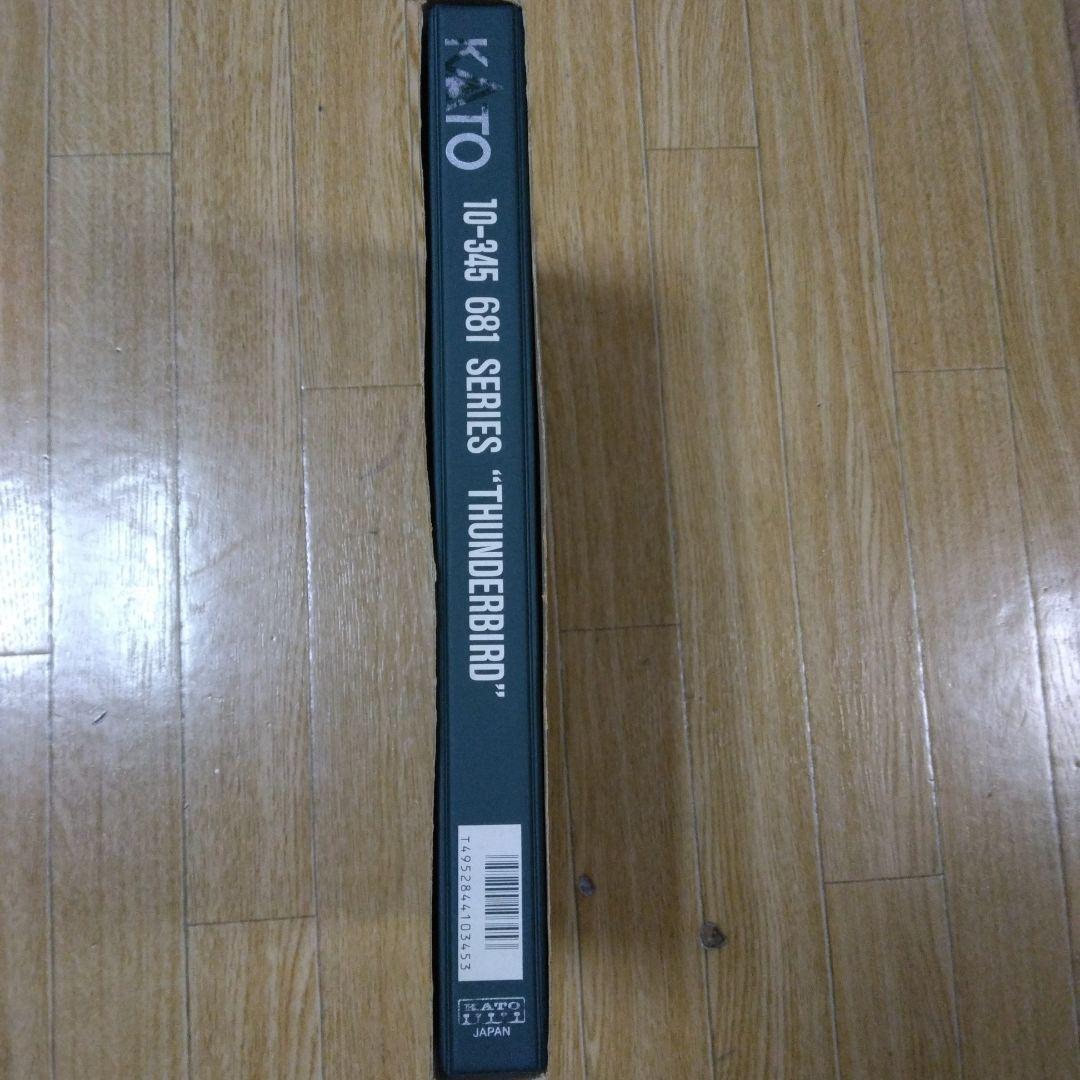 KATO 10-345 681 SERIES “THUNDERBIRD”
T4952844103453
KATO
JAPAN